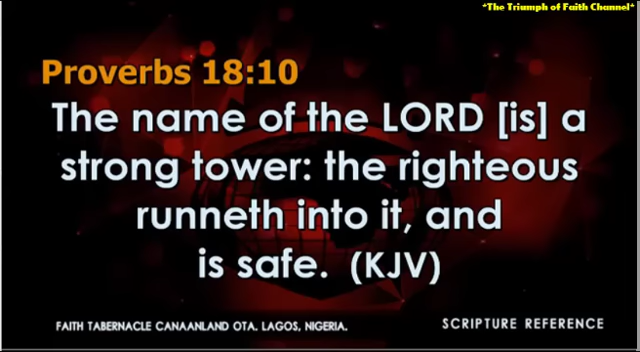 *The Triumph of Faith Channel*
Proverbs 18:10
The name of the LORD [is] a
strong tower: the righteous
runneth into it, and
is safe. (KJV)
FAITH TABERNACLE CANAANLAND OTA. LAGOS, NIGERIA.
SCRIPTURE REFERENCE